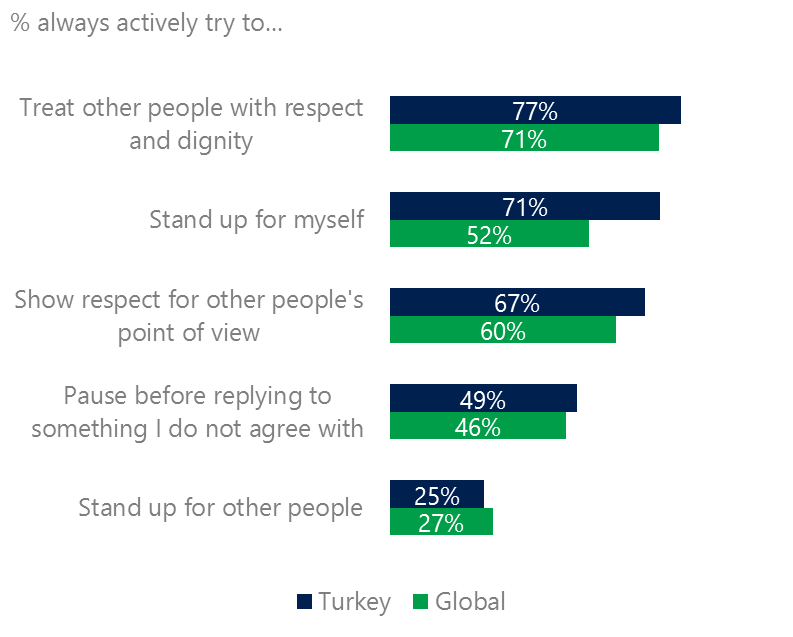 % always actively try to...
Treat other people with respect
and dignity
77%
71%
Stand up for myself
71%
52%
Show respect for other people's
point of view
67%
60%
Pause before replying to
something I do not agree with
49%
46%
Stand up for other people
25%
27%
Turkey Global